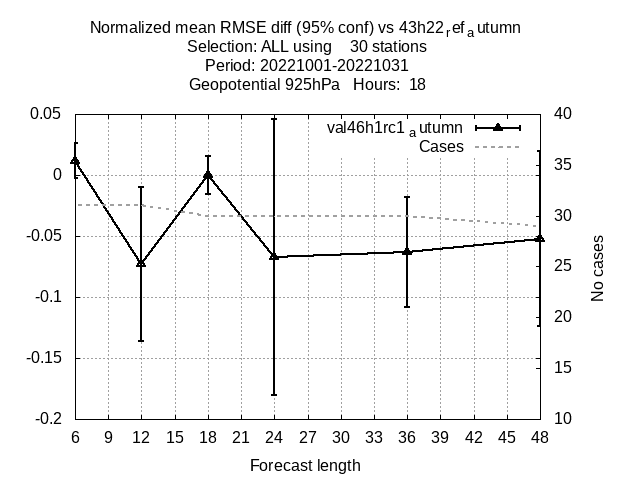 Normalized mean RMSE diff (95% conf) vs 43h22refautumn
Selection: ALL using 30 stations
Period: 20221001-20221031
Geopotential 925hPa Hours: 18
0.05
0
-0.05
-0.1
-0.15
-0.2
val46h1rc1autumn
Cases
40
35
30
25
20
15
10
No cases
6 9 12 15 18 21 24 27 30 33 36 39 42 45 48
Forecast length